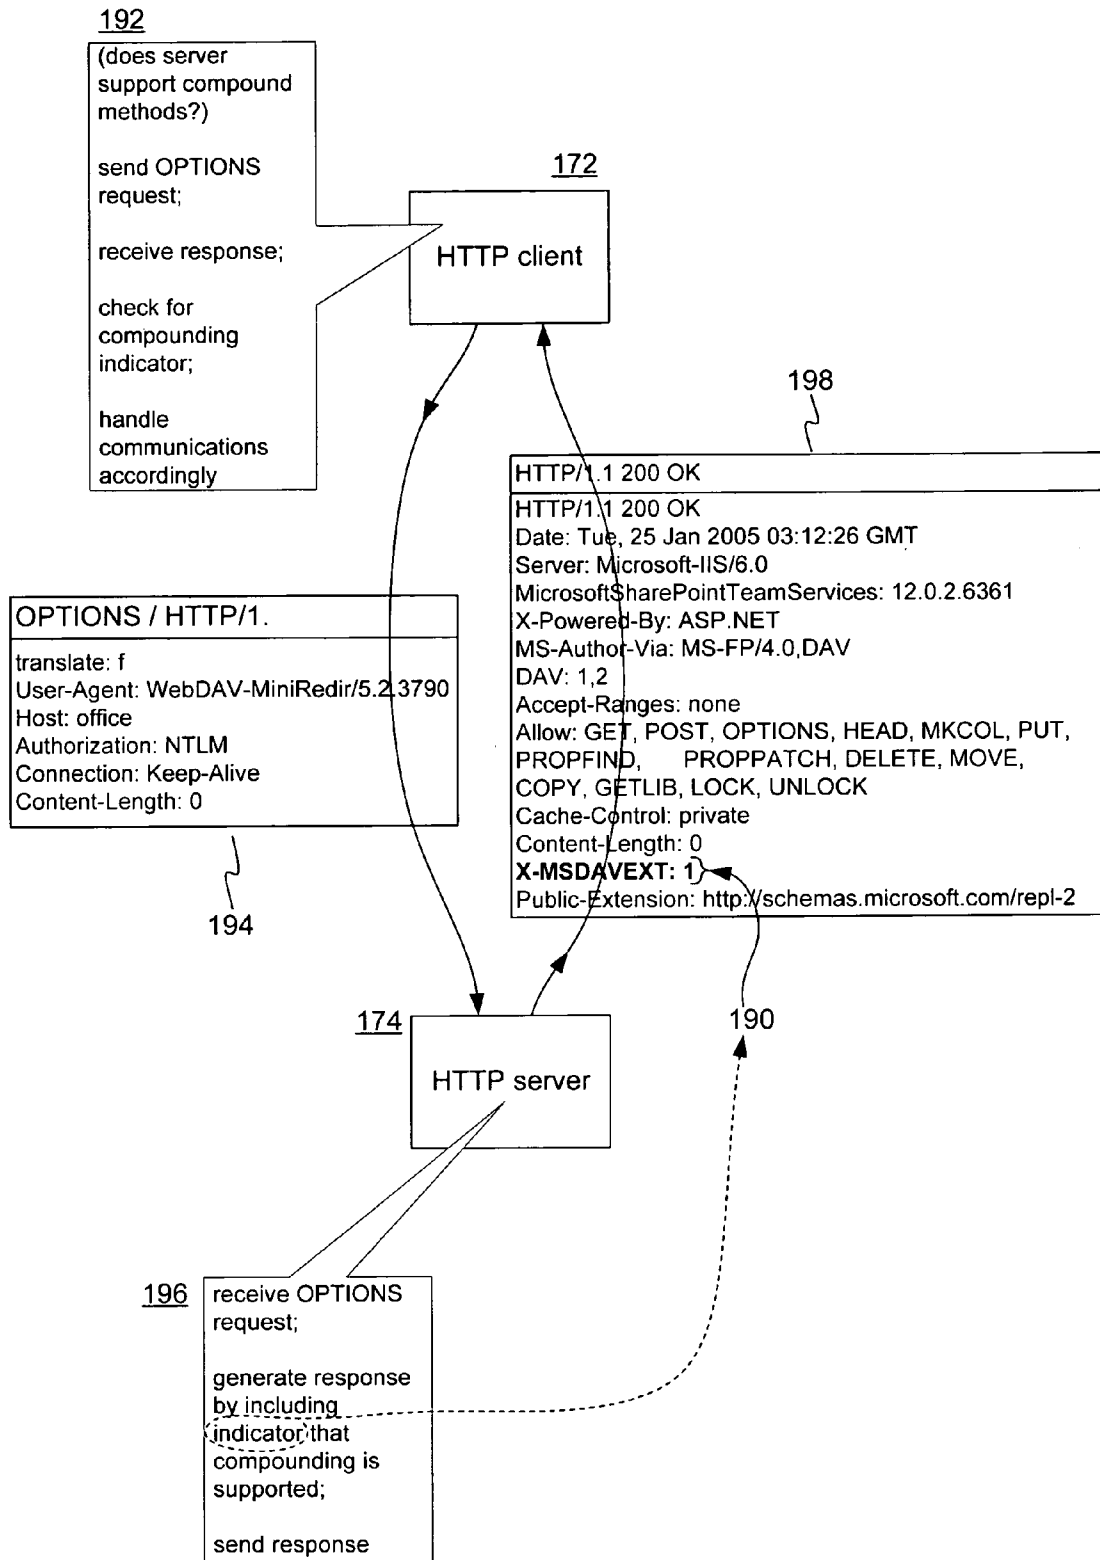 192
(does server
support compound
methods?)
send OPTIONS
request;
receive response;
check for
compounding
indicator;
handle
communications
accordingly
172
HTTP client
198
HTTP/1.1 200 OK
HTTP/1.1 200 OK
Date: Tue, 25 Jan 2005 03:12:26 GMT
Server: Microsoft-IIS/6.0
MicrosoftSharePointTeamServices: 12.0.2.6361
X-Powered-By: ASP.NET
MS-Author-Via: MS-FP/4.0,DAV
DAV: 1,2
Accept-Ranges: none
Allow: GET, POST, OPTIONS, HEAD, MKCOL, PUT,
PROPFIND, PROPPATCH, DELETE, MOVE,
COPY, GETLIB, LOCK, UNLOCK
Cache-Control: private
Content-Length: 0
X-MSDAVEXT: 1
Public-Extension: http://schemas.microsoft.com/repl-2
OPTIONS / HTTP/1.
translate: f
User-Agent: WebDAV-MiniRedir/5.2.3790
Host: office
Authorization: NTLM
Connection: Keep-Alive
Content-Length: 0
194
190
174
HTTP server
196
receive OPTIONS
request;
generate response
by including
indicator that
compounding is
supported;
send response